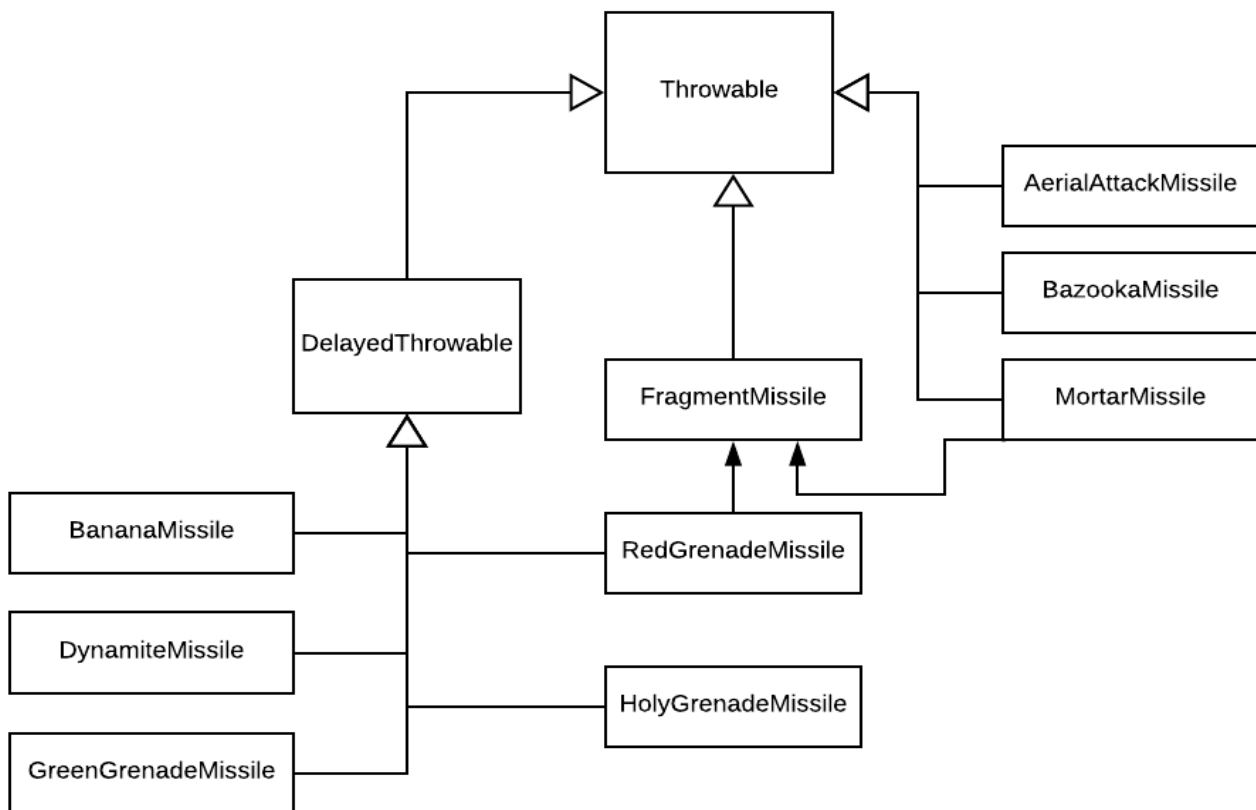 Throwable
AerialAttackMissile
BazookaMissile
DelayedThrowable
FragmentMissile
MortarMissile
BananaMissile
RedGrenadeMissile
DynamiteMissile
HolyGrenadeMissile
GreenGrenadeMissile